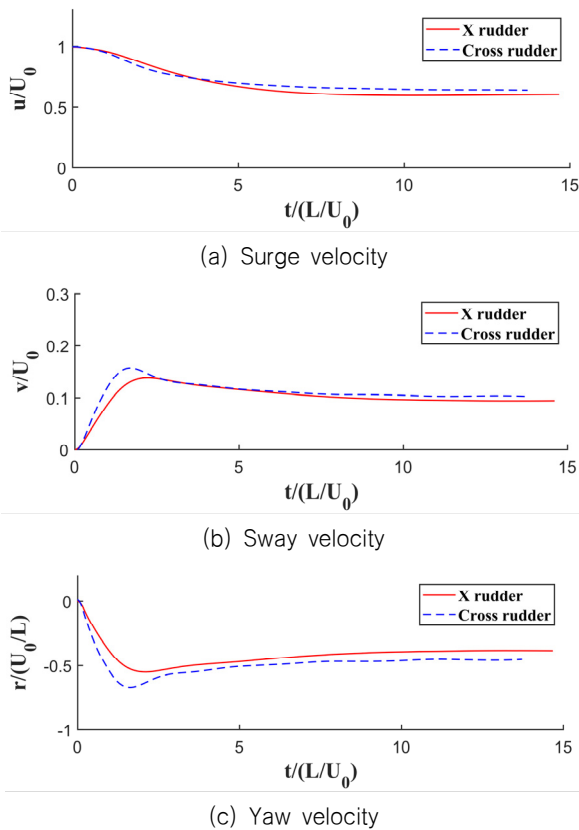 1
0.5
0
u/U0
X rudder
Cross rudder
0 5 10 15
t/(L/U0)
(a) Surge velocity
0.3
0.2
0.1
0
v/U0
X rudder
Cross rudder
0 5 10 15
t/(L/U0)
(b) Sway velocity
0
-0.5
-1
r/(U0/L)
X rudder
Cross rudder
0 5 10 15
t/(L/U0)
(c) Yaw velocity